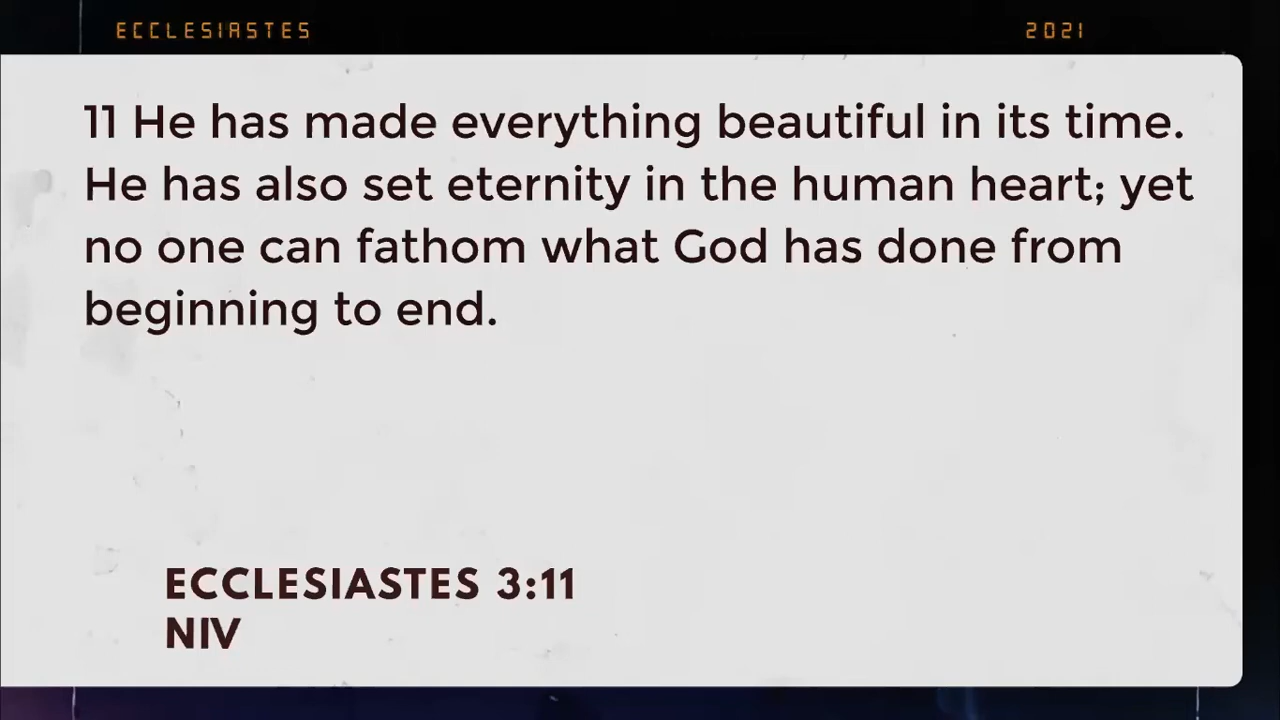 ECCLESIASTES
2021
11 He has made everything beautiful in its time.
He has also set eternity in the human heart; yet
no one can fathom what God has done from
beginning to end.
ECCLESIASTES 3:11
NIV